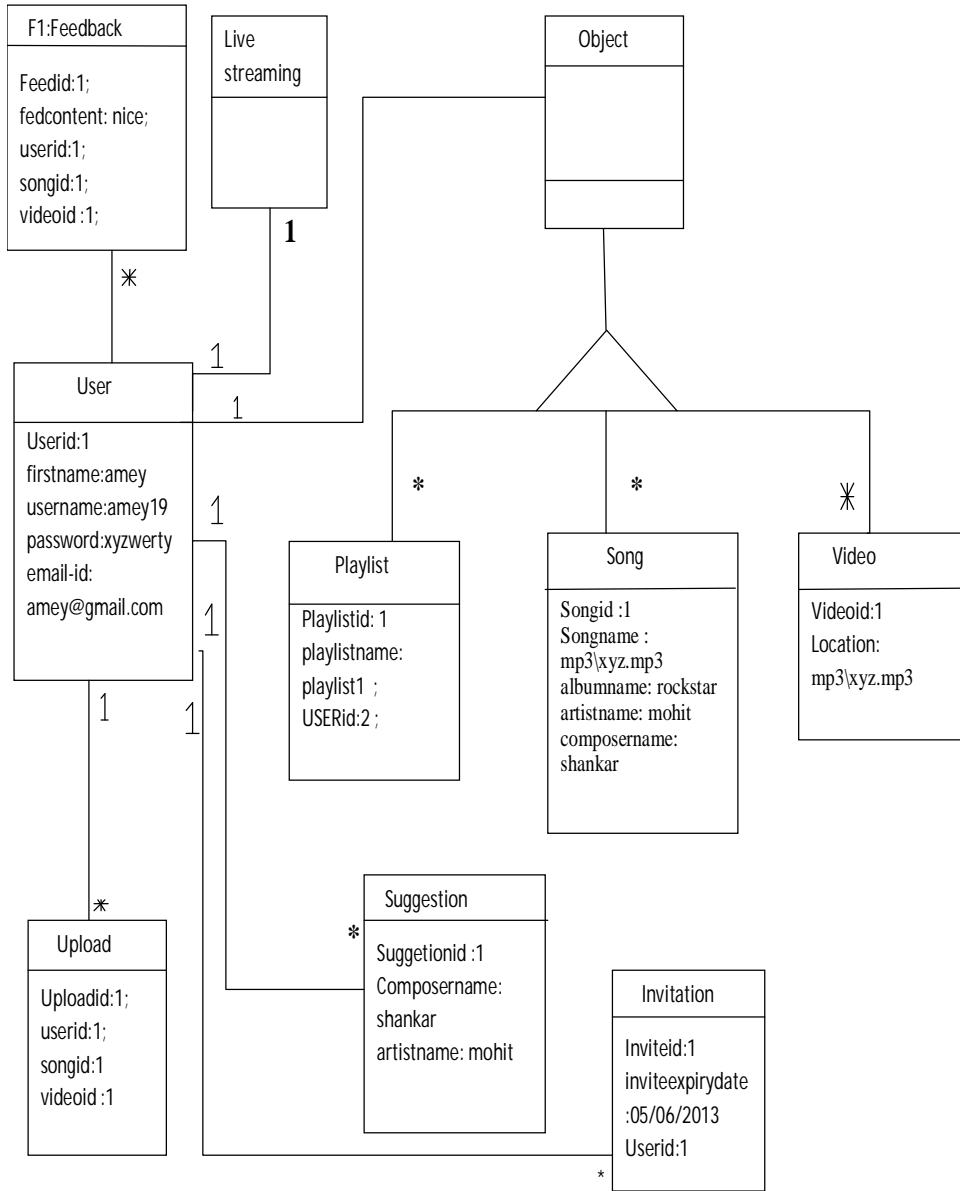 F1:Feedback
Feedid:1;
fedcontent: nice;
userid:1;
songid:1;
videoid :1;
*
Live
streaming
1
Object
1
1
User
Userid:1
firstname:amey
username:amey19
password:xyzwerty
email-id:
amey@gmail.com
1
1
1
1
*
*
*
Playlist
Playlistid: 1
playlistname:
playlist1 ;
USERid:2 ;
Song
Songid :1
Songname :
mp3\xyz.mp3
albumname: rockstar
artistname: mohit
composername:
shankar
Video
Videoid:1
Location:
mp3\xyz.mp3
*
Upload
Uploadid:1;
userid:1;
songid:1
videoid :1
*
Suggestion
Suggetionid :1
Composername:
shankar
artistname: mohit
Invitation
Inviteid:1
inviteexpirydate
:05/06/2013
Userid:1
*